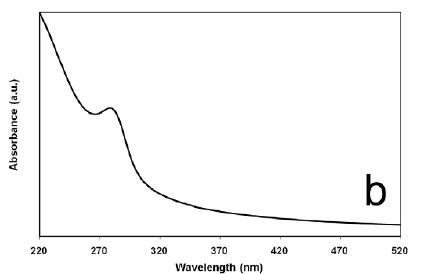 Absorbance (a.u.)
b
220 270 320 370 420 470 520
Wavelength (nm)